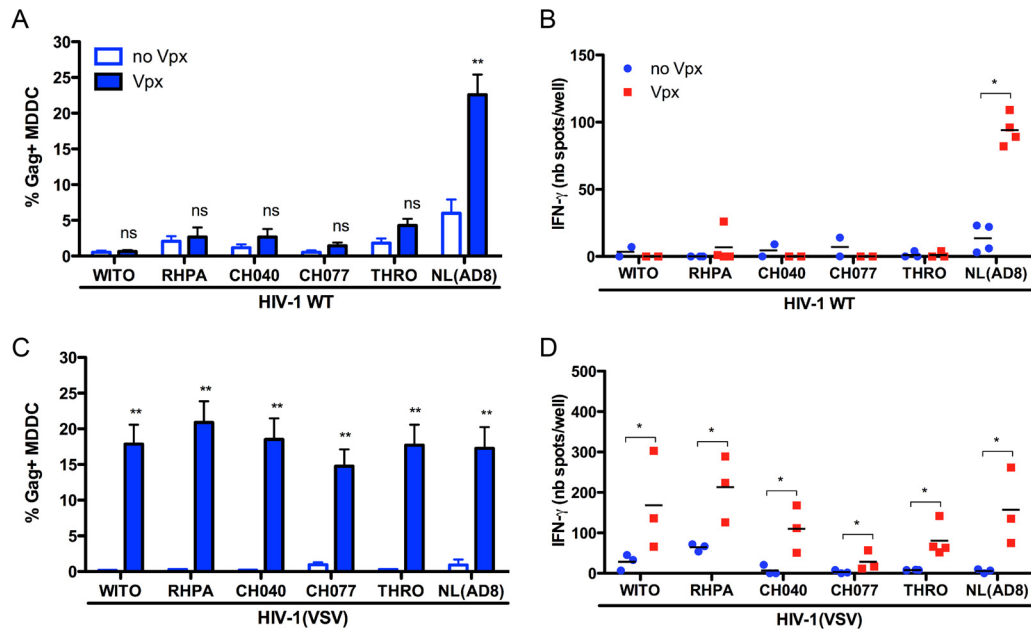 A
% Gag+ MDDC
30
25
20
15
10
5
0
no Vpx
Vpx
ns
ns
ns
ns
ns
**
WITO RHPA CH040 CH077 THRO NL(AD8)
HIV-1 WT
B
IFN-γ (nb spots/well)
150
100
50
0
no Vpx
Vpx
*
WITO RHPA CH040 CH077 THRO NL(AD8)
HIV-1 WT
C
% Gag+ MDDC
30
25
20
15
10
5
0
**
**
**
**
**
**
WITO RHPA CH040 CH077 THRO NL(AD8)
HIV-1(VSV)
D
IFN-γ (nb spots/well)
500
400
300
200
100
0
*
*
*
*
*
*
WITO RHPA CH040 CH077 THRO NL(AD8)
HIV-1(VSV)